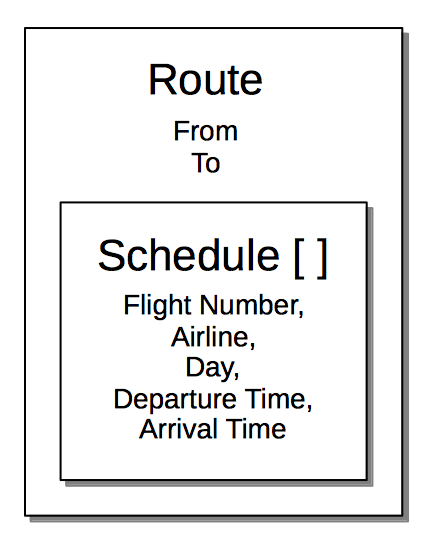 Route
From
To
Schedule [ ]
Flight Number,
Airline,
Day,
Departure Time,
Arrival Time